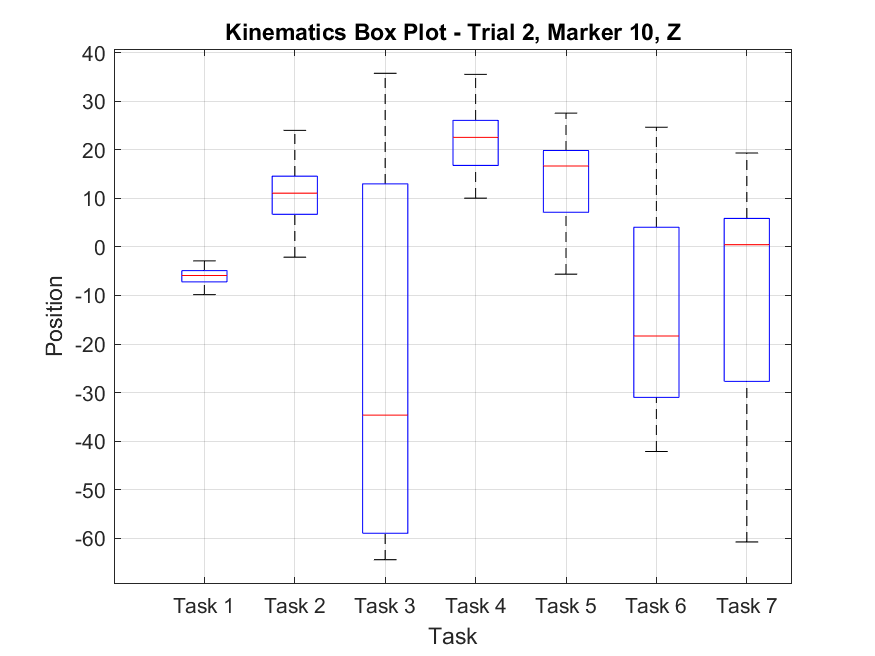 Kinematics Box Plot - Trial 2, Marker 10, Z
40
30
20
10
0
-10
-20
-30
-40
-50
-60
Position
Task 1 Task 2 Task 3 Task 4 Task 5 Task 6 Task 7
Task